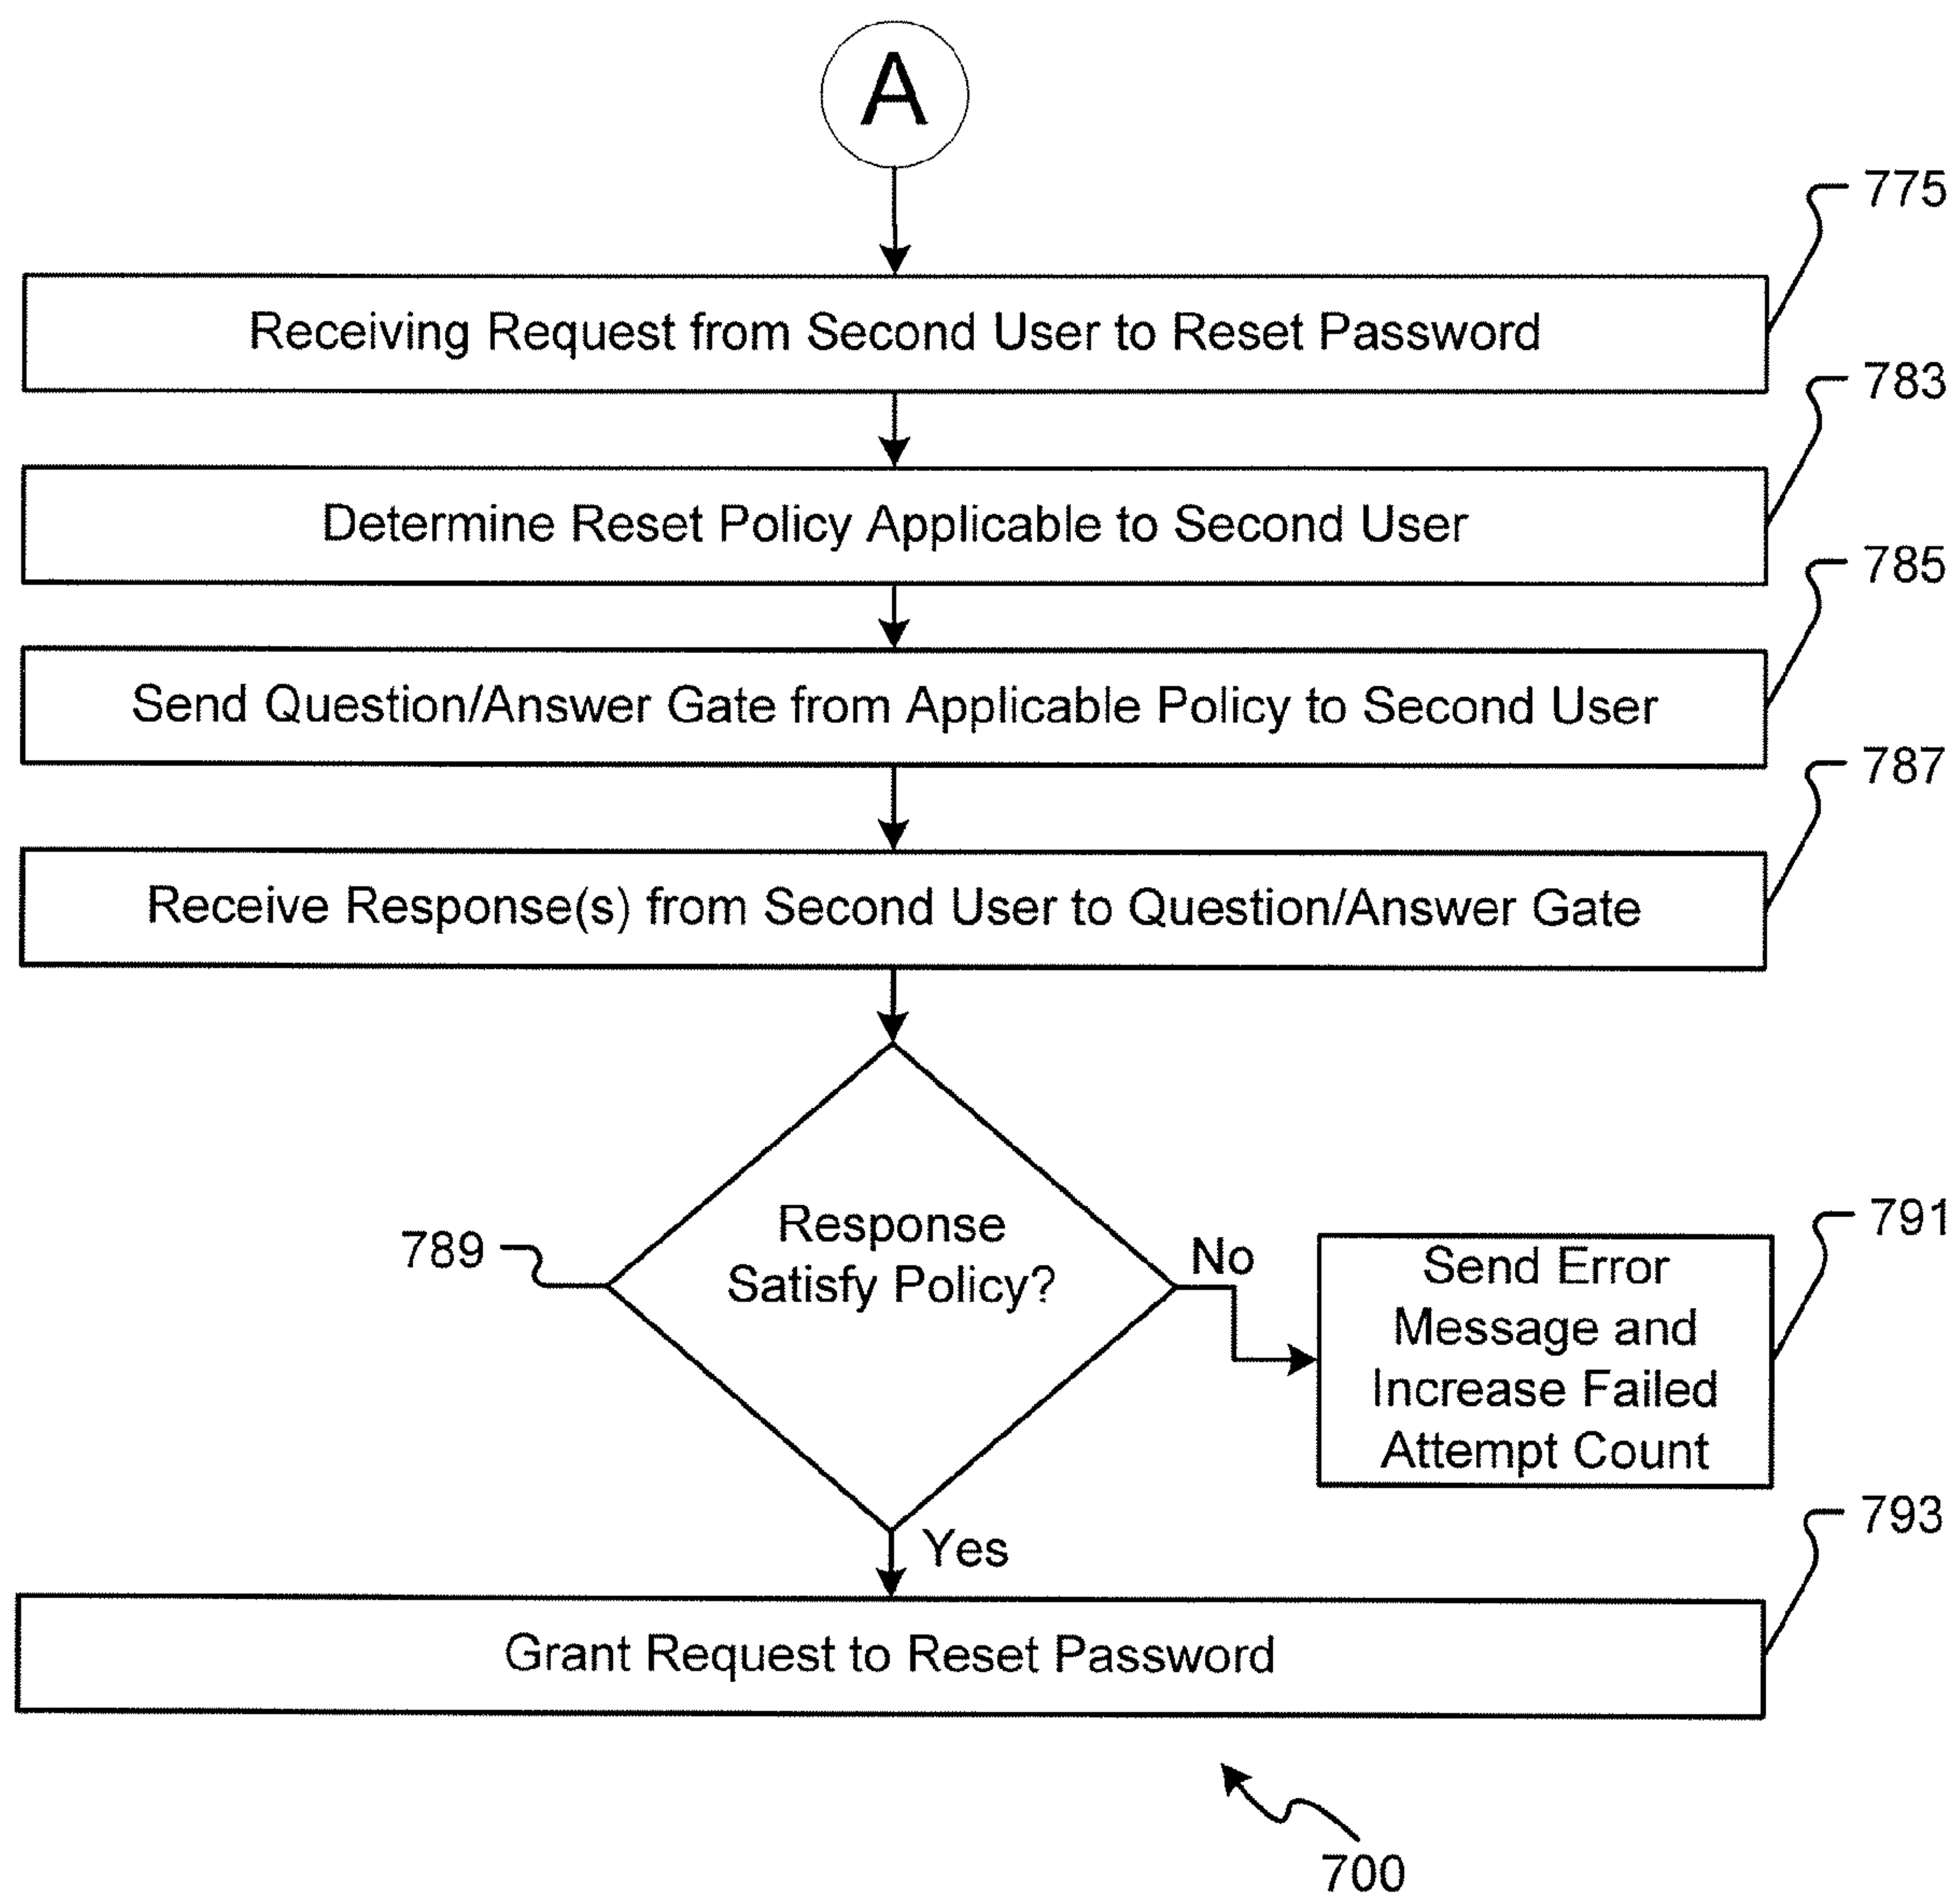 A
775
Receiving Request from Second User to Reset Password
783
Determine Reset Policy Applicable to Second User
785
Send Question/Answer Gate from Applicable Policy to Second User
787
Receive Response(s) from Second User to Question/Answer Gate
789
Response
Satisfy Policy?
No
791
Send Error
Message and
Increase Failed
Attempt Count
Yes
793
Grant Request to Reset Password
700